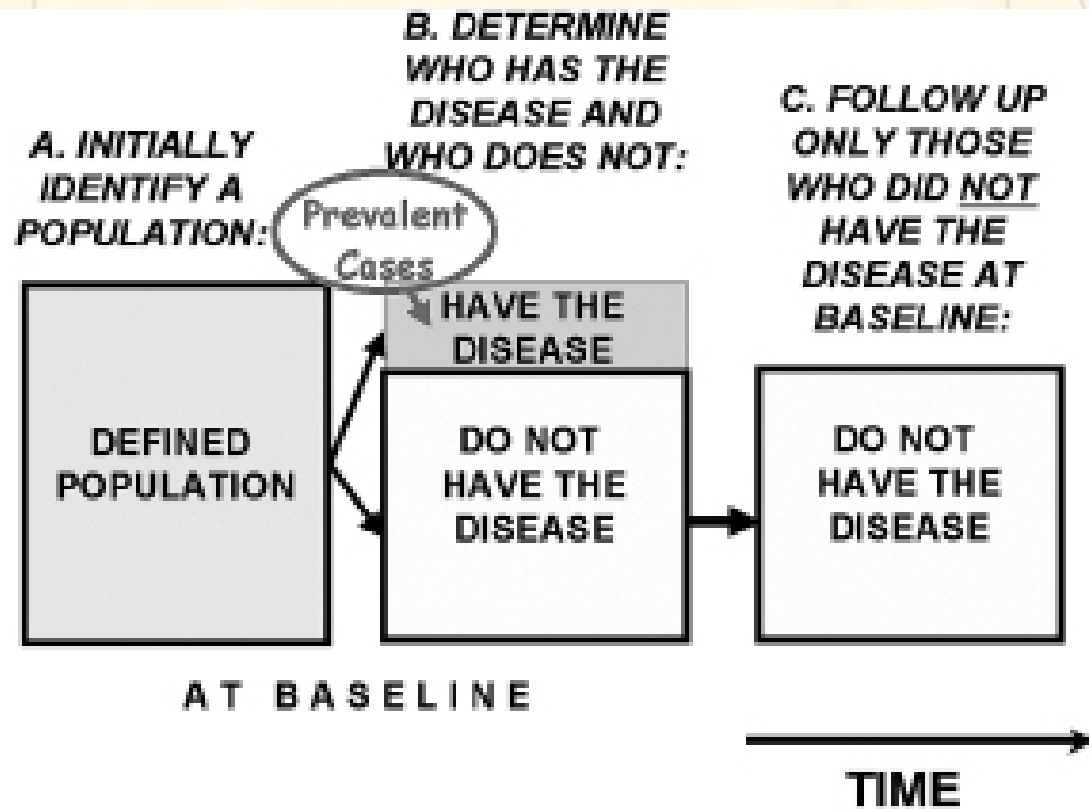 A. INITIALLY
IDENTIFY A
POPULATION:
B. DETERMINE
WHO HAS THE
DISEASE AND
WHO DOES NOT:
C. FOLLOW UP
ONLY THOSE
WHO DID NOT
HAVE THE
DISEASE AT
BASELINE:
Prevalent
Cases
DEFINED
POPULATION
HAVE THE
DISEASE
DO NOT
HAVE THE
DISEASE
DO NOT
HAVE THE
DISEASE
AT BASELINE
TIME